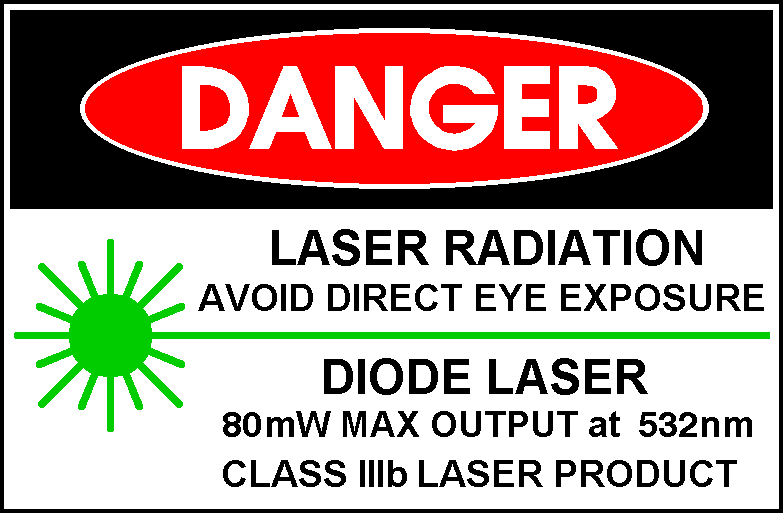 DANGER
LASER RADIATION
AVOID DIRECT EYE EXPOSURE
DIODE LASER
80mW MAX OUTPUT at 532nm
CLASS IIIb LASER PRODUCT